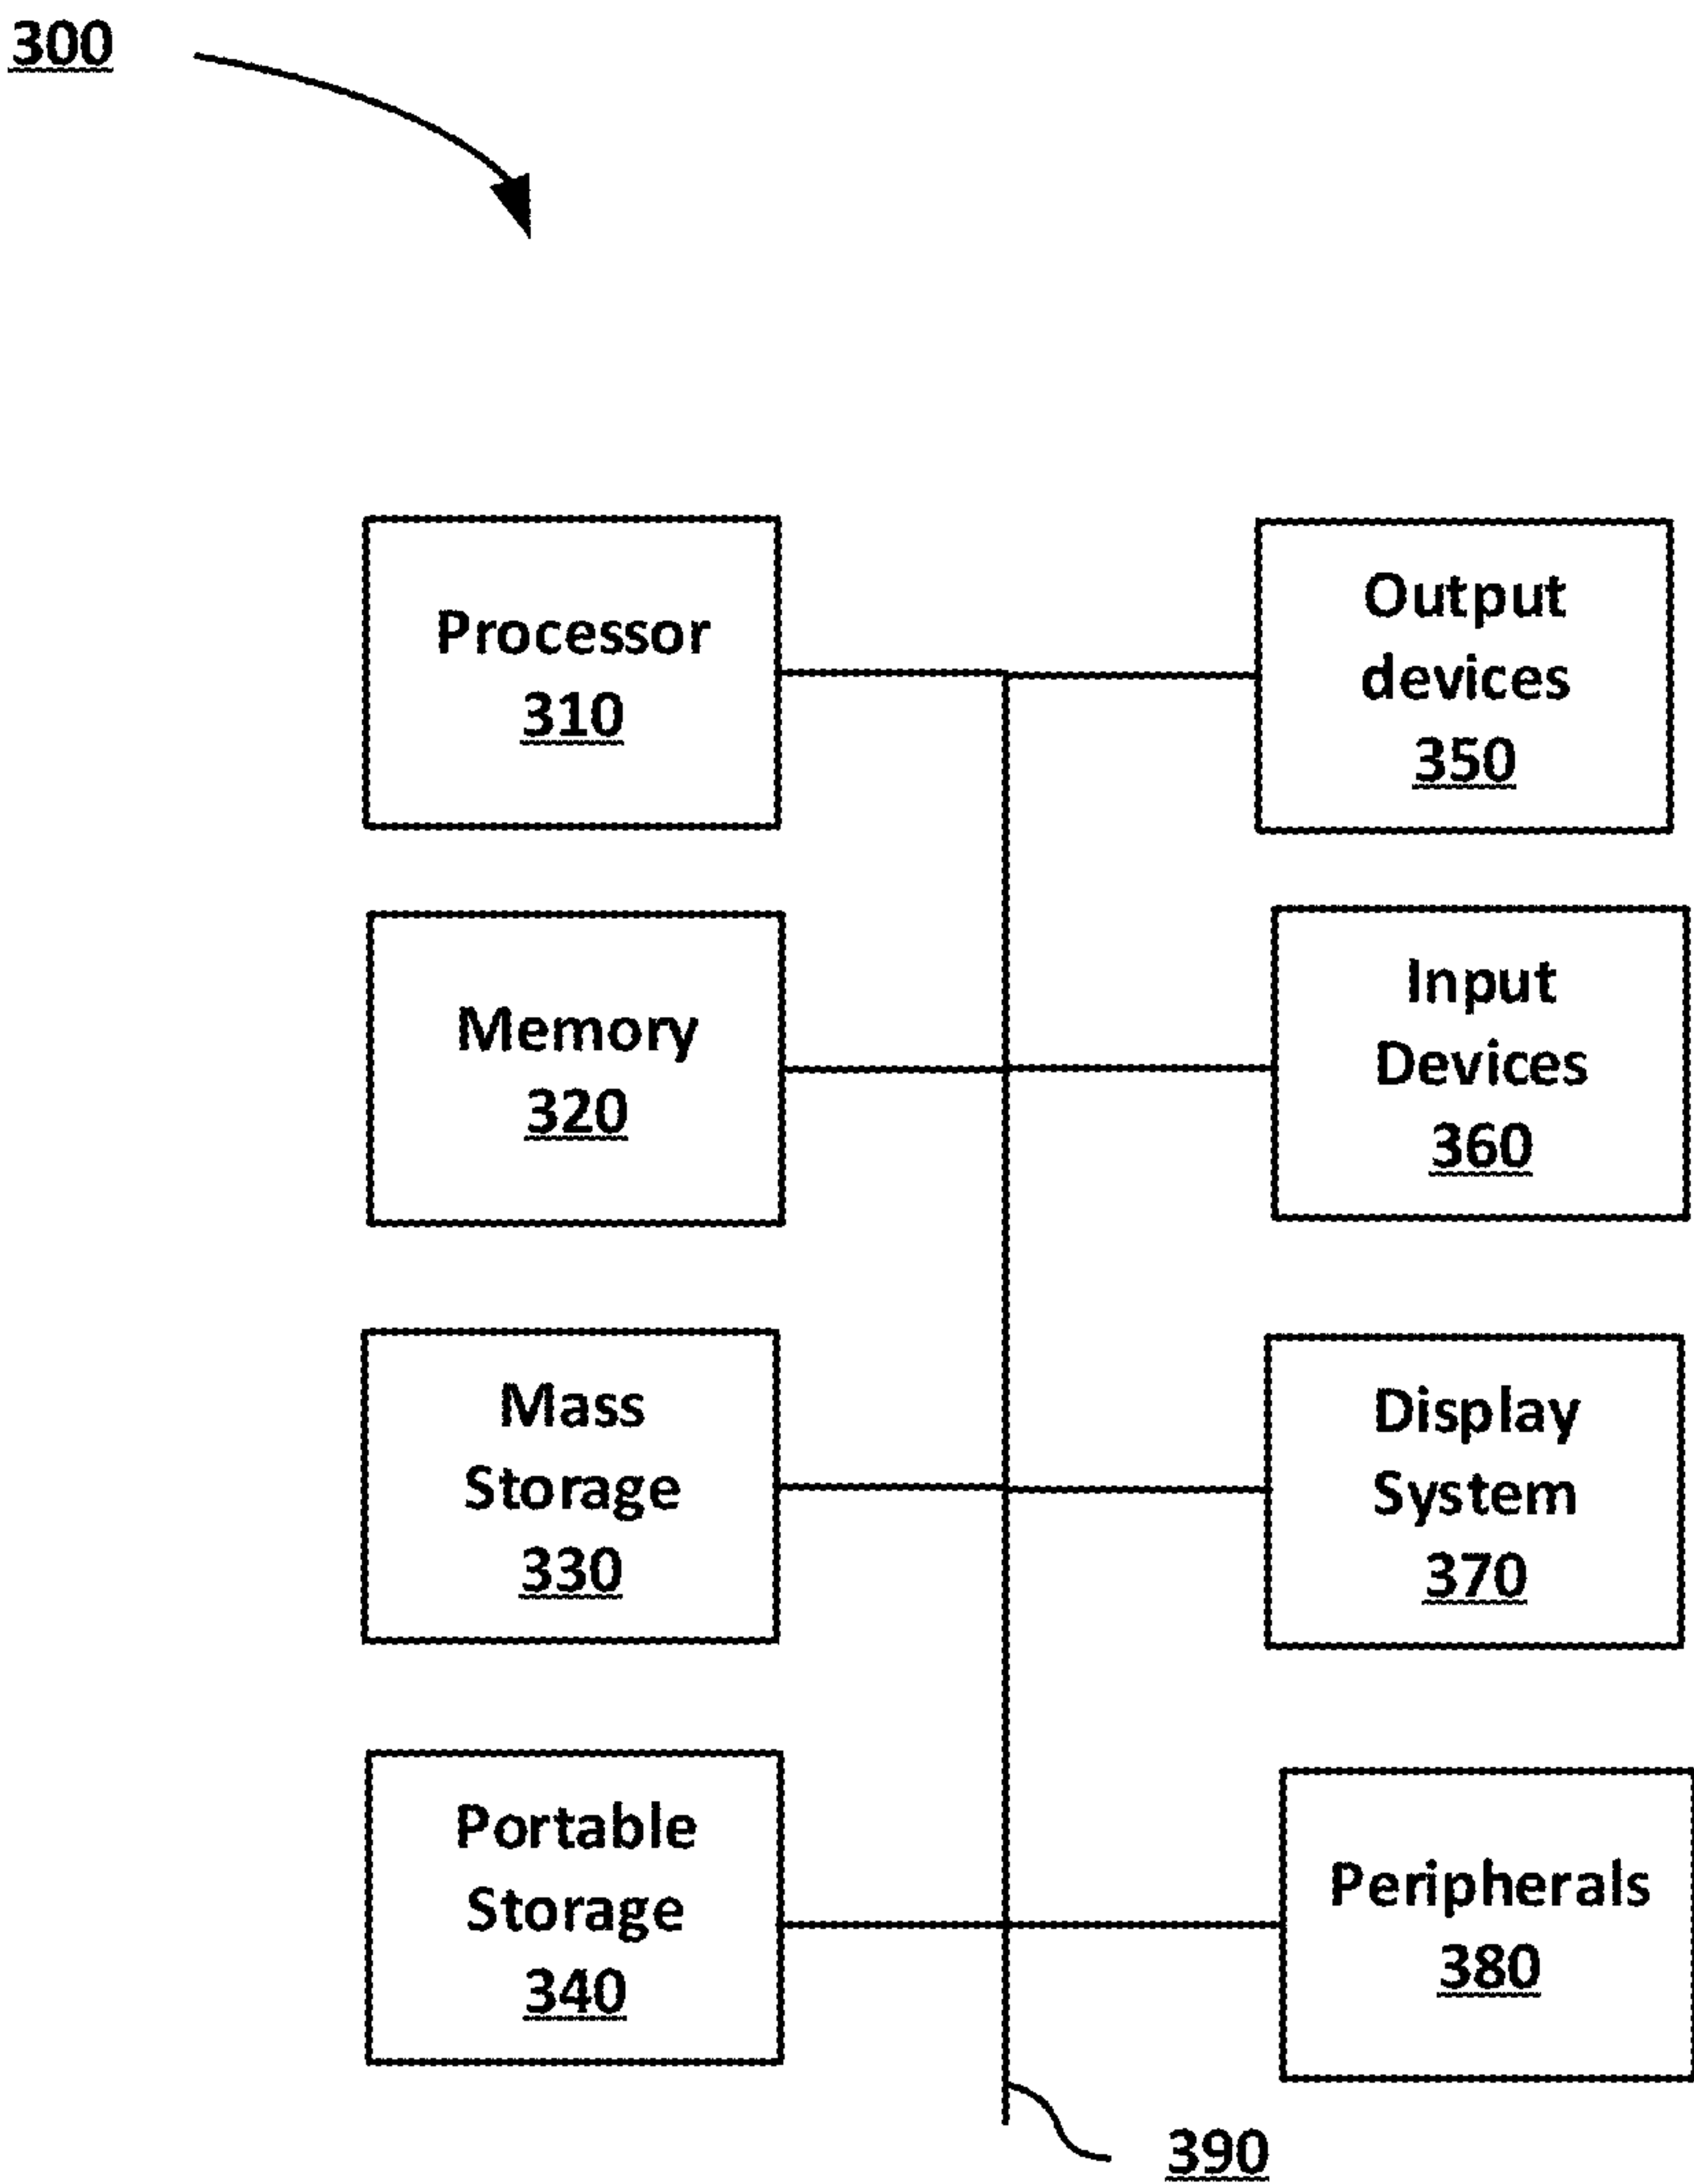 300
Processor
310
Output
devices
350
Memory
320
Input
Devices
360
Mass
Storage
330
Display
System
370
Portable
Storage
340
Peripherals
380
390